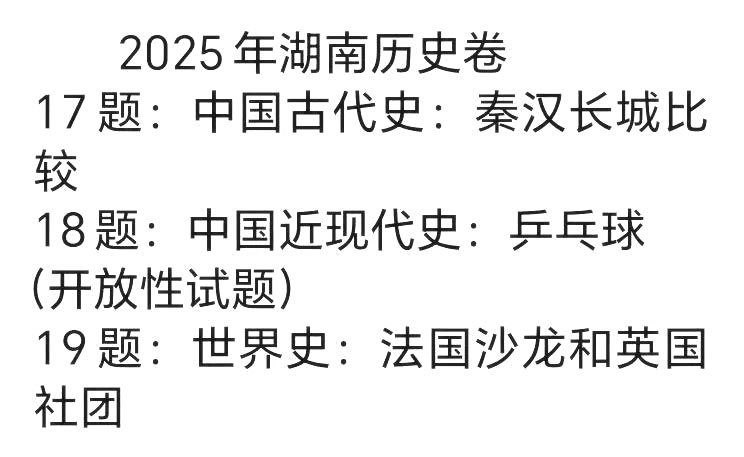 2025年湖南历史卷
17题：中国古代史：秦汉长城比
较
18题：中国近现代史：乒乓球
（开放性试题）
19题：世界史：法国沙龙和英国
社团